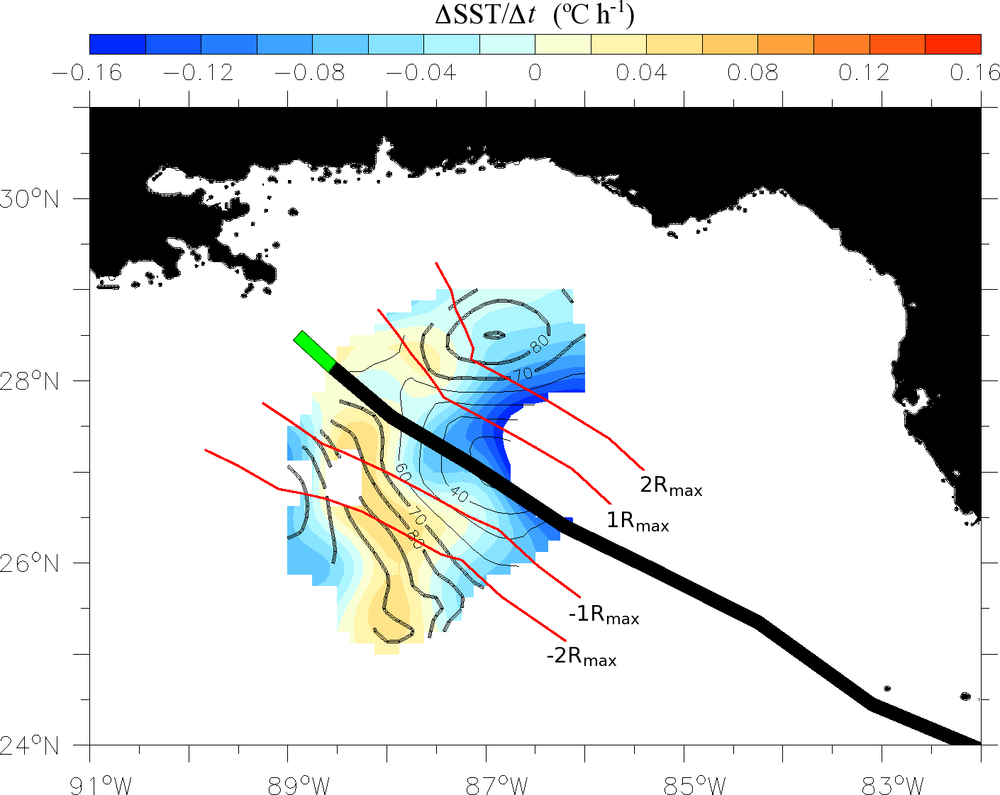 ΔSST/Δt (ºC h-1)
−0.16 −0.12 −0.08 −0.04 0 0.04 0.08 0.12 0.16
30°N
80
28°N
70
60
40
2Rmax
70
1Rmax
80
26°N
-1Rmax
-2Rmax
24°N
91°W 89°W 87°W 85°W 83°W